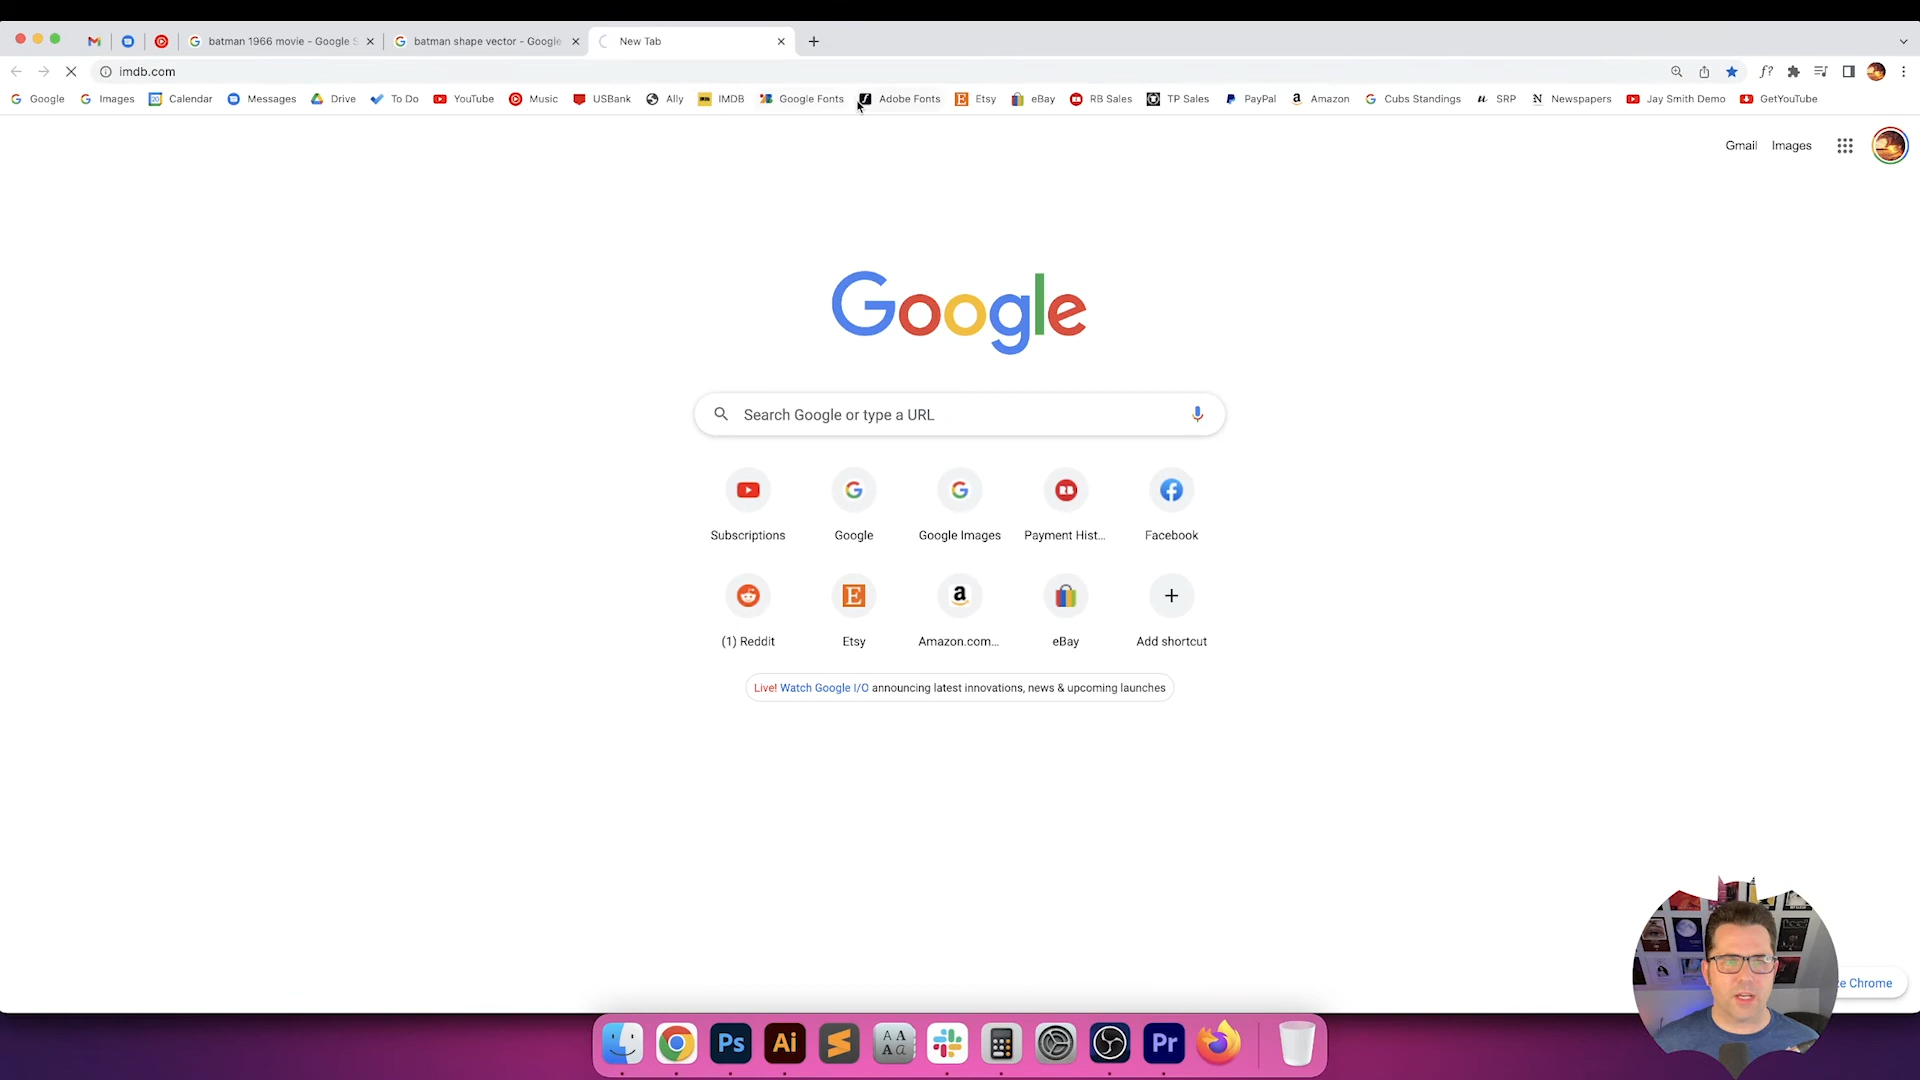 batman 1966 movie - Google S
batman shape vector - Google
New Tab
imdb.com
f?
Google
Images
Calendar
Messages
Drive
To Do
YouTube
Music
USBank
Ally
IMDB
Google Fonts
Adobe Fonts
Etsy
eBay
RB Sales
TP Sales
PayPal
Amazon
Cubs Standings
SRP
Newspapers
Jay Smith Demo
GetYouTube
Gmail
Images
Google
Search Google or type a URL
Subscriptions
Google
Google Images
Payment Hist...
Facebook
(1) Reddit
Etsy
Amazon.com...
eBay
Add shortcut
Live! Watch Google I/O announcing latest innovations, news & upcoming launches
ze Chrome
Ps
Ai
Pr